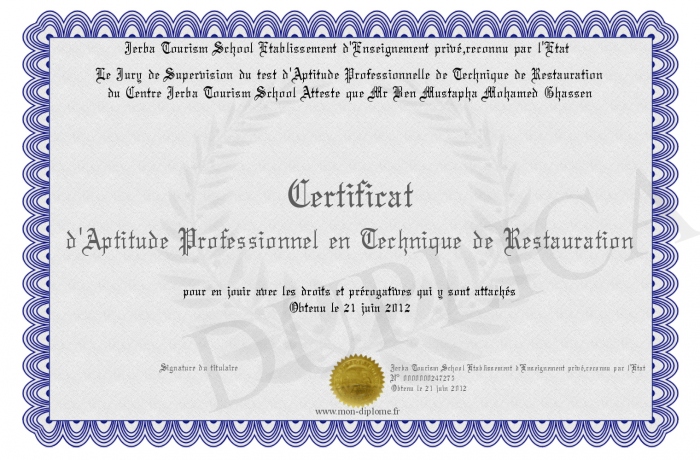 Jerba Tourism School Etablissement d'Enseignement privé,reconnu par l'Etat
Le Jury de Supervision du test d'Aptitude Professionnelle de Technique de Restauration
du Centre Jerba Tourism School Atteste que Mr Ben Mustapha Mohamed Ghassen
Certificat
d'Aptitude Professionnel en Technique de Restauration
DUPLICATA
pour en jouir avec les droits et prérogatives qui y sont attachés
Obtenu le 21 juin 2012
Signature du titulaire
Jerba Tourism School Etablissement d'Enseignement privé,reconnu par l'Etat
N° 0000000247273
Obtenu le 21 juin 2012
www.mon-diplome.fr